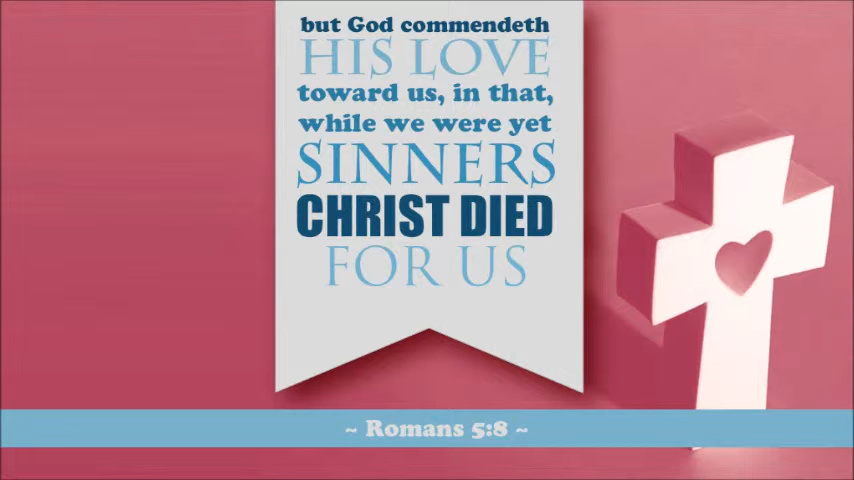 but God commendeth
HIS LOVE
toward us, in that,
while we were yet
SINNERS
CHRIST DIED
FOR US
~ Romans 5:8 ~